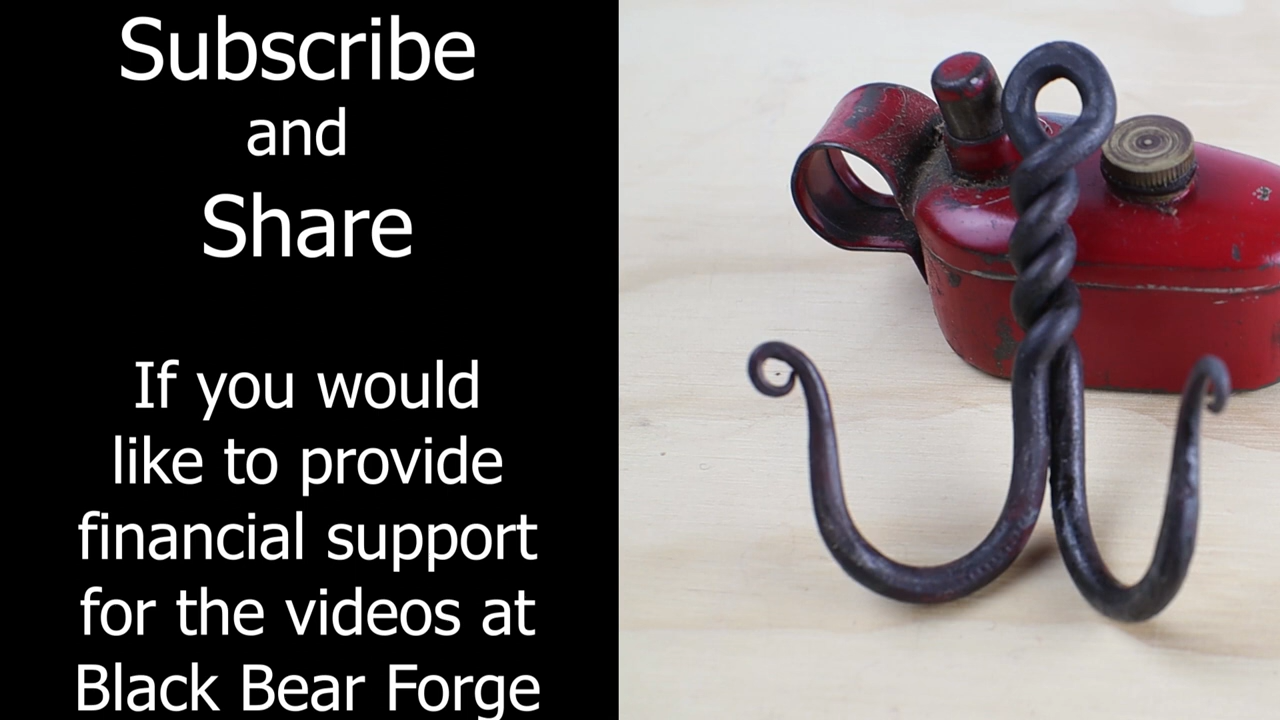 Subscribe
and
Share
If you would
like to provide
financial support
for the videos at
Black Bear Forge